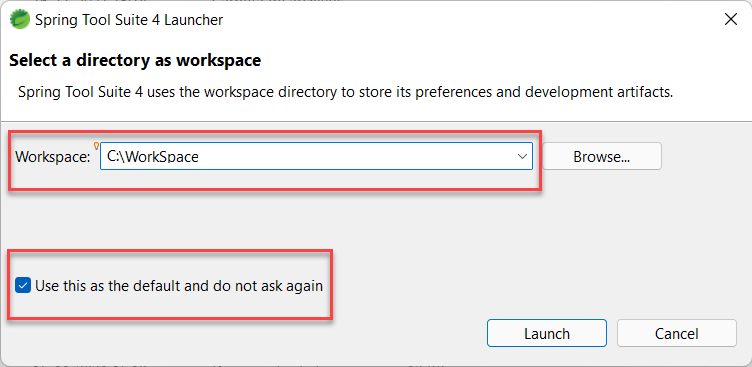 Spring Tool Suite 4 Launcher
Select a directory as workspace
Spring Tool Suite 4 uses the workspace directory to store its preferences and development artifacts.
Workspace: C:\WorkSpace Browse...
Use this as the default and do not ask again
Launch Cancel